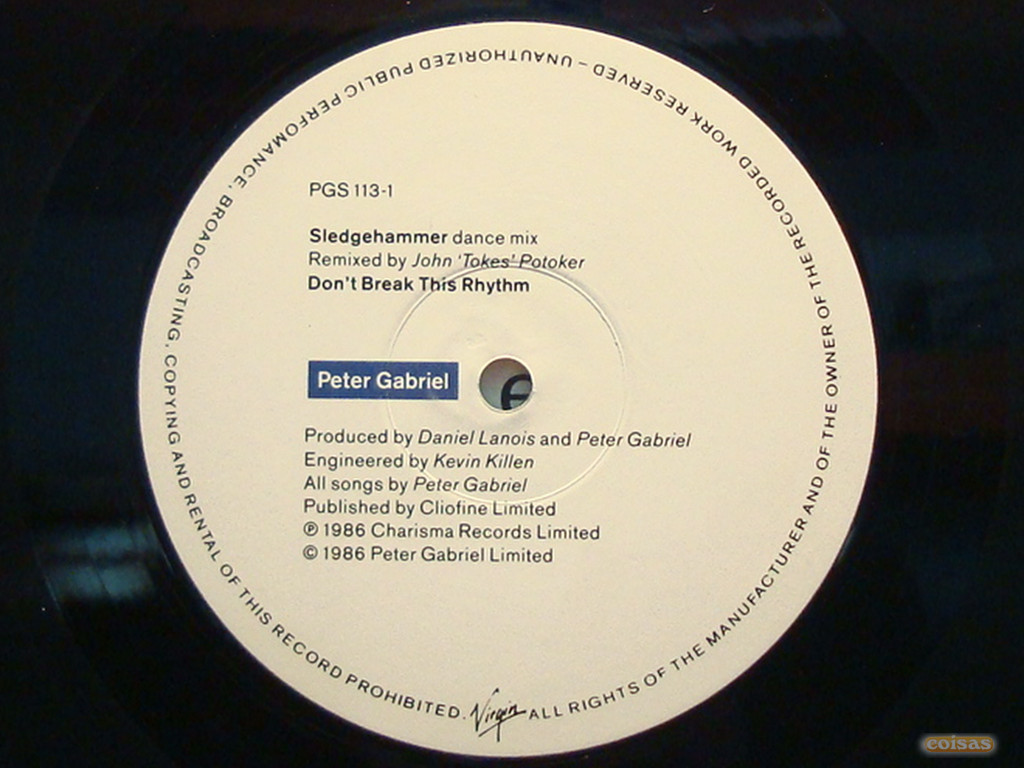 PGS 113-1
Sledgehammer dance mix
Remixed by John 'Tokes' Potoker
Don't Break This Rhythm
Peter Gabriel
e
Produced by Daniel Lanois and Peter Gabriel
Engineered by Kevin Killen
All songs by Peter Gabriel
Published by Cliofine Limited
℗ 1986 Charisma Records Limited
© 1986 Peter Gabriel Limited
Virgin
ALL RIGHTS OF THE MANUFACTURER AND OF THE OWNER OF THE RECORDED WORK RESERVED – UNAUTHORIZED PUBLIC PERFOMANCE, BROADCASTING, COPYING AND RENTAL OF THIS RECORD PROHIBITED.
coisas